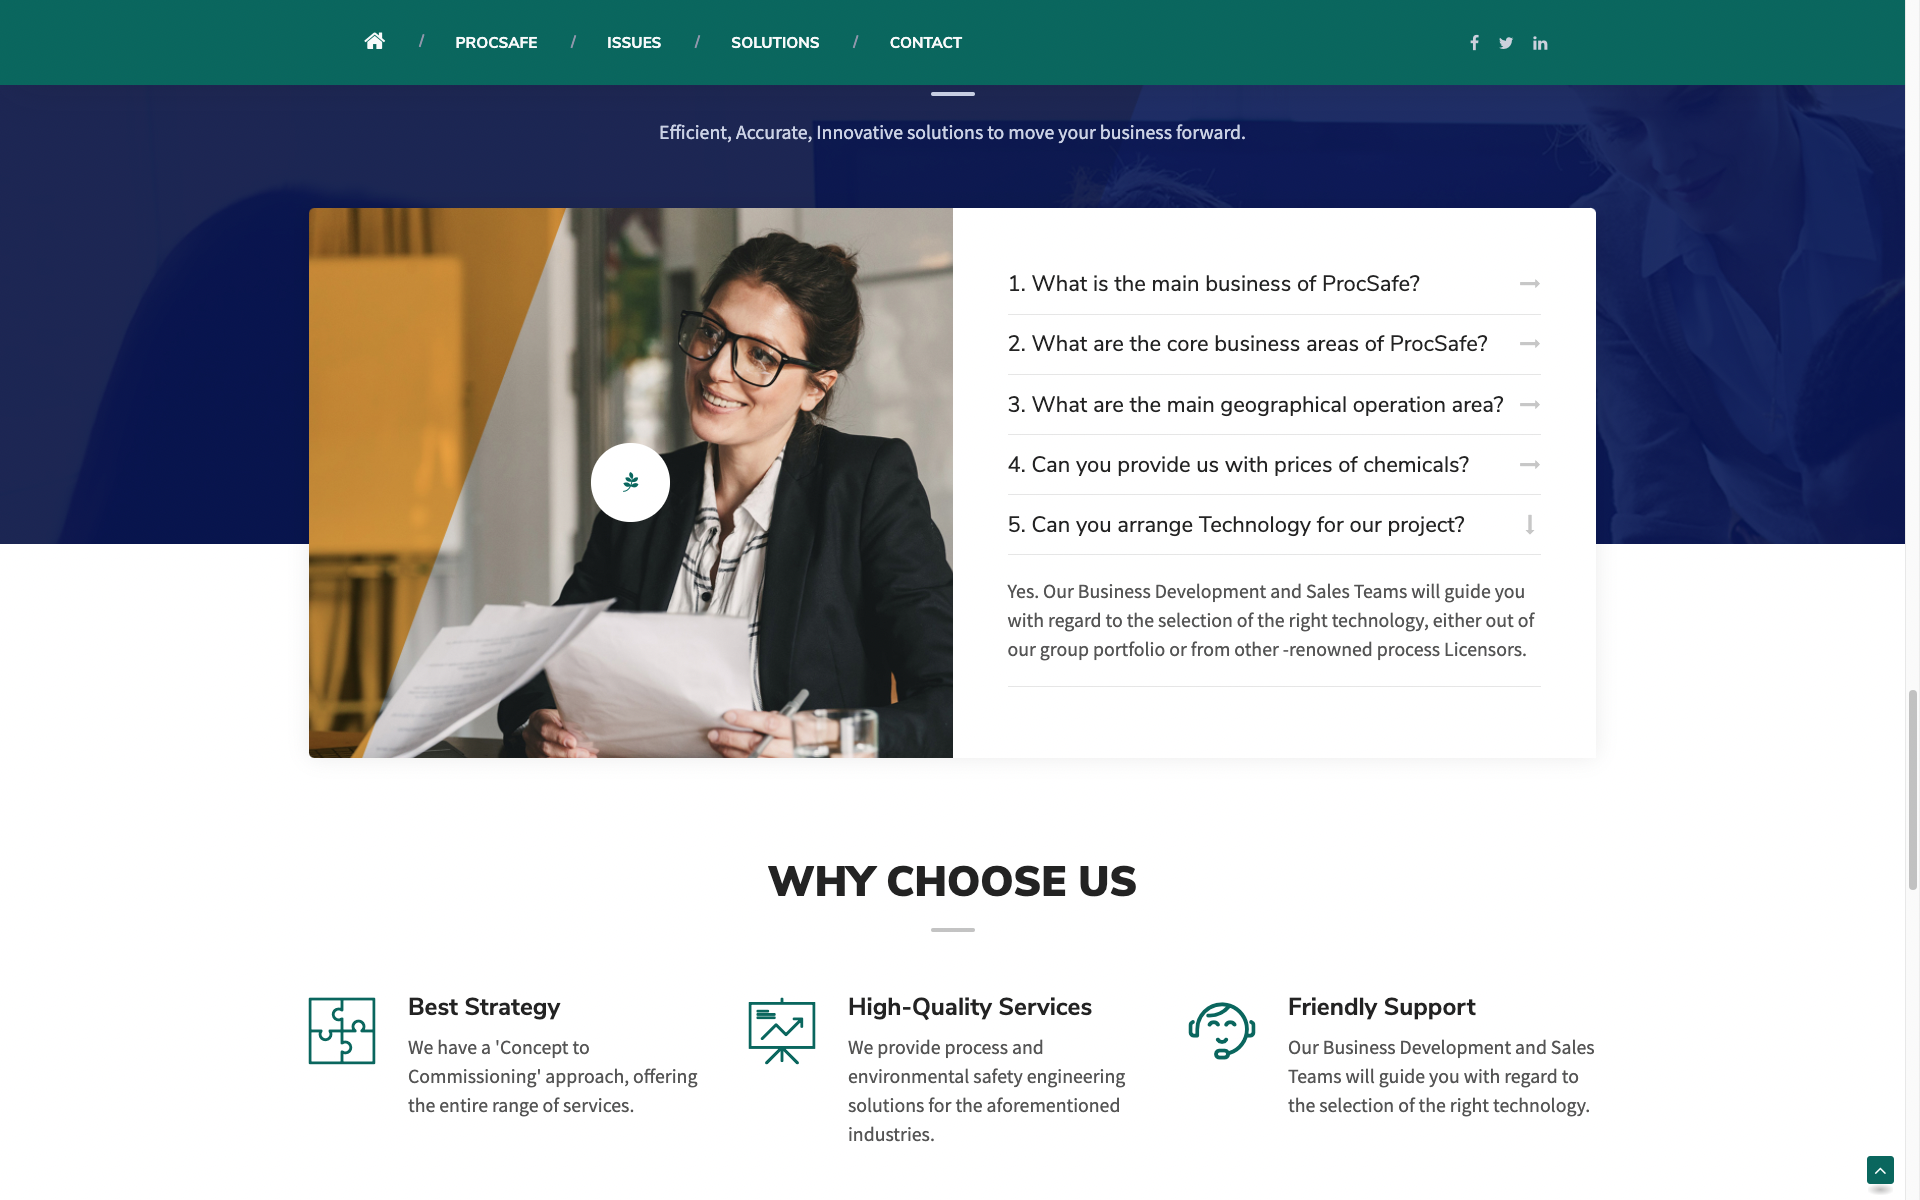 / PROCSAFE / ISSUES / SOLUTIONS / CONTACT
Efficient, Accurate, Innovative solutions to move your business forward.
1. What is the main business of ProcSafe?
2. What are the core business areas of ProcSafe?
3. What are the main geographical operation area?
4. Can you provide us with prices of chemicals?
5. Can you arrange Technology for our project?
Yes. Our Business Development and Sales Teams will guide you
with regard to the selection of the right technology, either out of
our group portfolio or from other -renowned process Licensors.
WHY CHOOSE US
Best Strategy
We have a 'Concept to
Commissioning' approach, offering
the entire range of services.
High-Quality Services
We provide process and
environmental safety engineering
solutions for the aforementioned
industries.
Friendly Support
Our Business Development and Sales
Teams will guide you with regard to
the selection of the right technology.